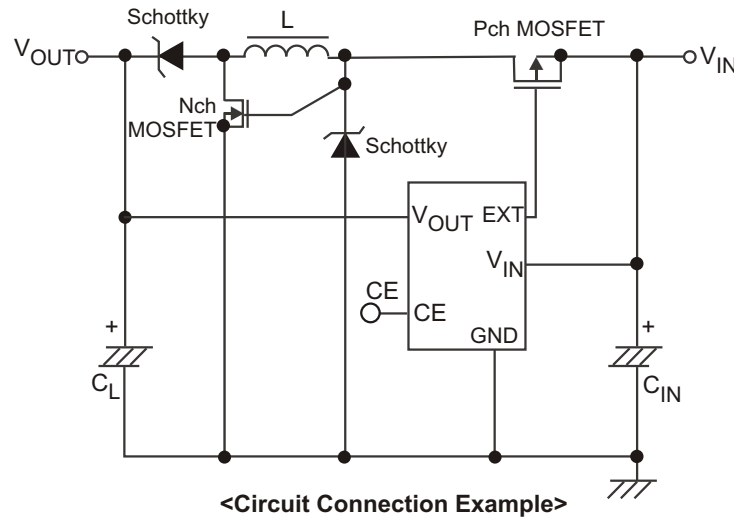 Schottky
L
Pch MOSFET
VOUT
VIN
Nch
MOSFET
Schottky
VOUT
EXT
VIN
CE
CE
GND
+
CL
+
CIN
<Circuit Connection Example>